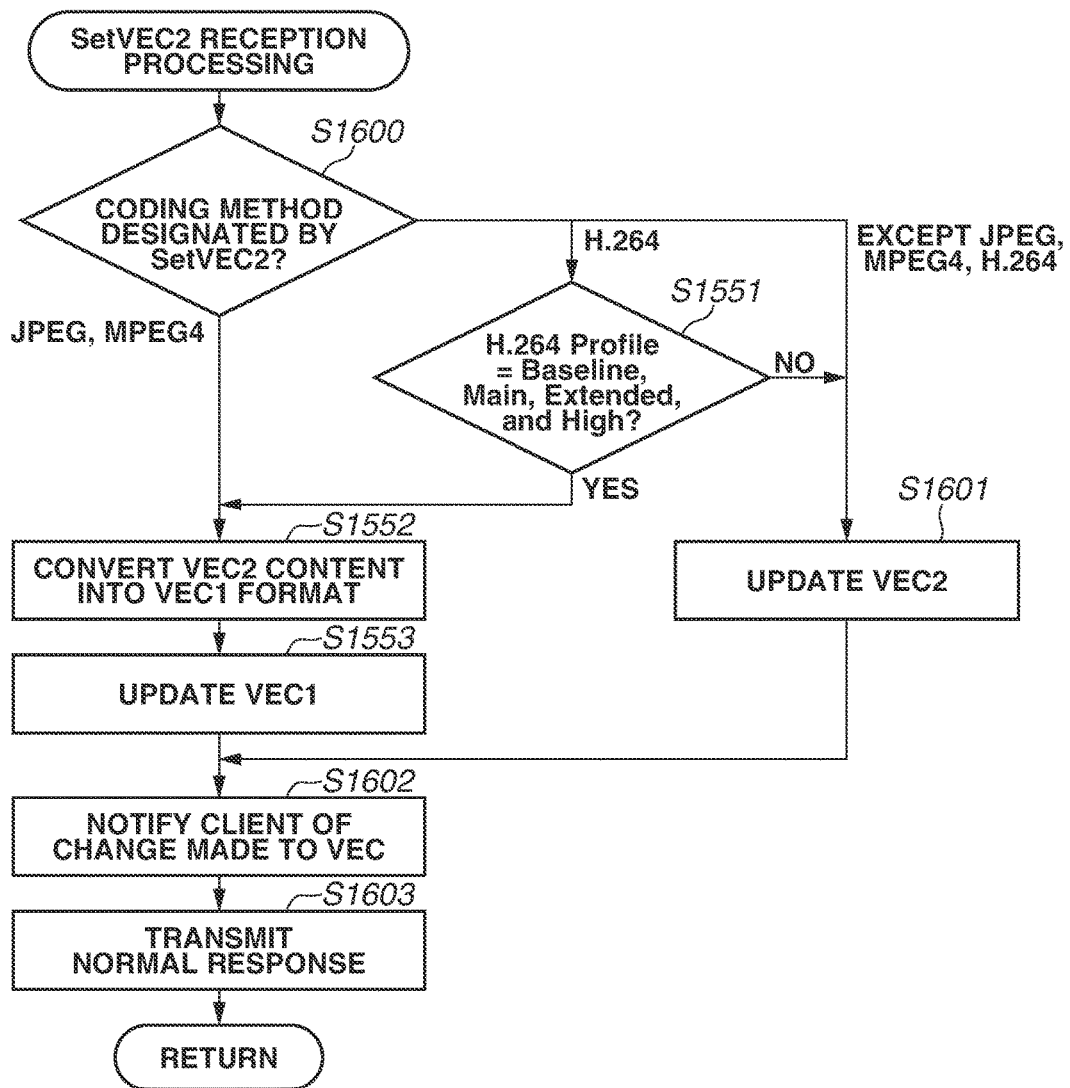 SetVEC2 RECEPTION
PROCESSING
S1600
CODING METHOD
DESIGNATED BY
SetVEC2?
H.264
EXCEPT JPEG,
MPEG4, H.264
JPEG, MPEG4
S1551
H.264 Profile
= Baseline,
Main, Extended,
and High?
NO
YES
S1601
UPDATE VEC2
S1552
CONVERT VEC2 CONTENT
INTO VEC1 FORMAT
S1553
UPDATE VEC1
S1602
NOTIFY CLIENT OF
CHANGE MADE TO VEC
S1603
TRANSMIT
NORMAL RESPONSE
RETURN